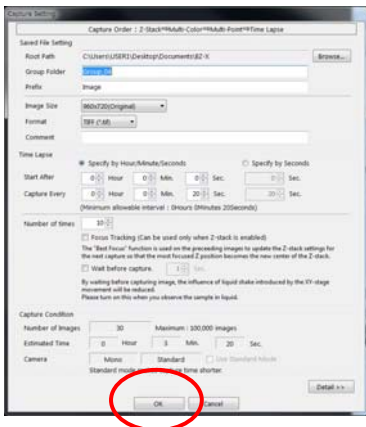 Capture Setting
Capture Order : Z-Stack⇒Multi-Color⇒Multi-Point⇒Time Lapse
Saved File Setting
Root Path C:\Users\USER1\Desktop\Documents\BZ-X Browse...
Group Folder Group_06
Prefix Image
Image Size 960x720(Original)
Format TIFF (*.tif)
Comment
Time Lapse
Specify by Hour/Minute/Seconds Specify by Seconds
Start After 0 Hour 0 Min. 0 Sec. 0 Sec.
Capture Every 0 Hour 0 Min. 20 Sec. 20 Sec.
(Minimum allowable interval : 0Hours 0Minutes 20Seconds)
Number of times 10
Focus Tracking (Can be used only when Z-stack is enabled)
The "Best Focus" function is used on the preceding images to update the Z-stack settings for
the next capture so that the most focused Z position becomes the new center of the Z-stack.
Wait before capture. 1 Sec.
By waiting before capturing image, the influence of liquid shake introduced by the XY-stage
movement will be reduced.
Please turn on this when you observe the sample in liquid.
Capture Condition
Number of Images 30 Maximum : 100,000 images
Estimated Time 0 Hour 3 Min. 20 Sec.
Camera Mono Standard Use Standard Mode
Standard mode time shorter.
Detail >>
OK Cancel